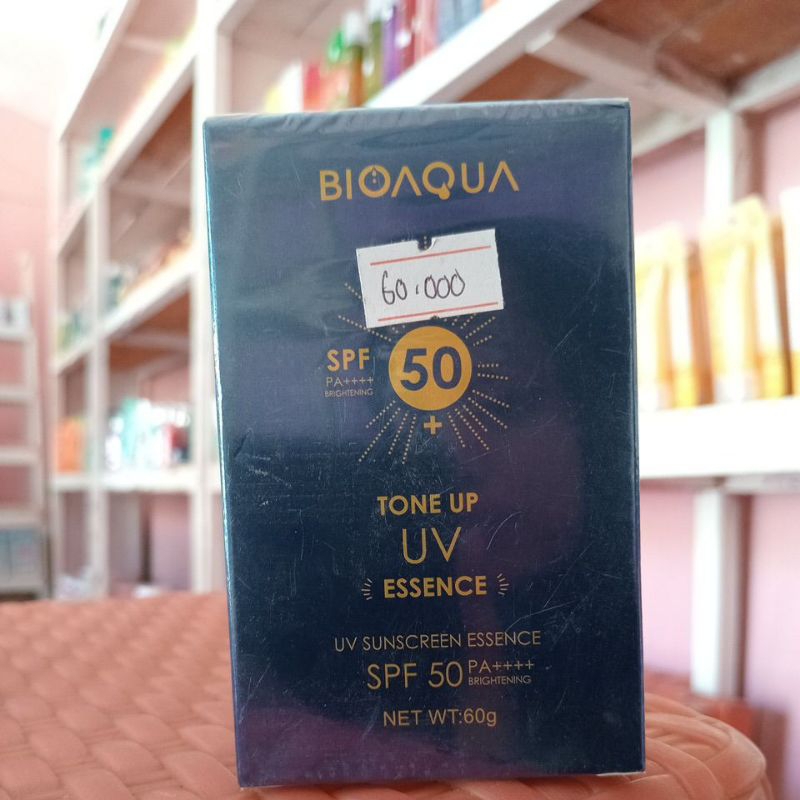 BIOAQUA
60.000
SPF 50
PA++++
BRIGHTENING
+
TONE UP
UV
ESSENCE
UV SUNSCREEN ESSENCE
SPF 50 PA++++
BRIGHTENING
NET WT:60g